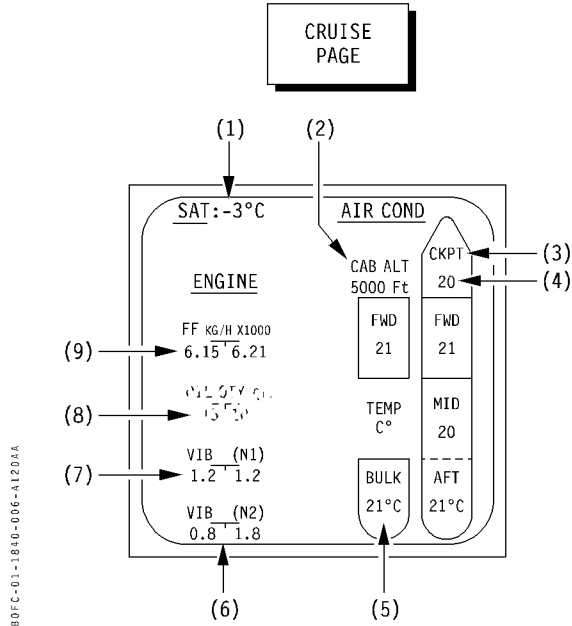 CRUISE
PAGE
(1)
(2)
SAT:-3°C
AIR COND
CKPT
(3)
CAB ALT
20
(4)
ENGINE
5000 Ft
FWD
FWD
FF KG/H X1000
21
21
(9)
6.15 6.21
(8)
TEMP
MID
C°
20
VIB (N1)
(7)
1.2 1.2
BULK
AFT
21°C
21°C
VIB (N2)
0.8 1.8
(6)
(5)
B0FC-01-1840-006-A120AA